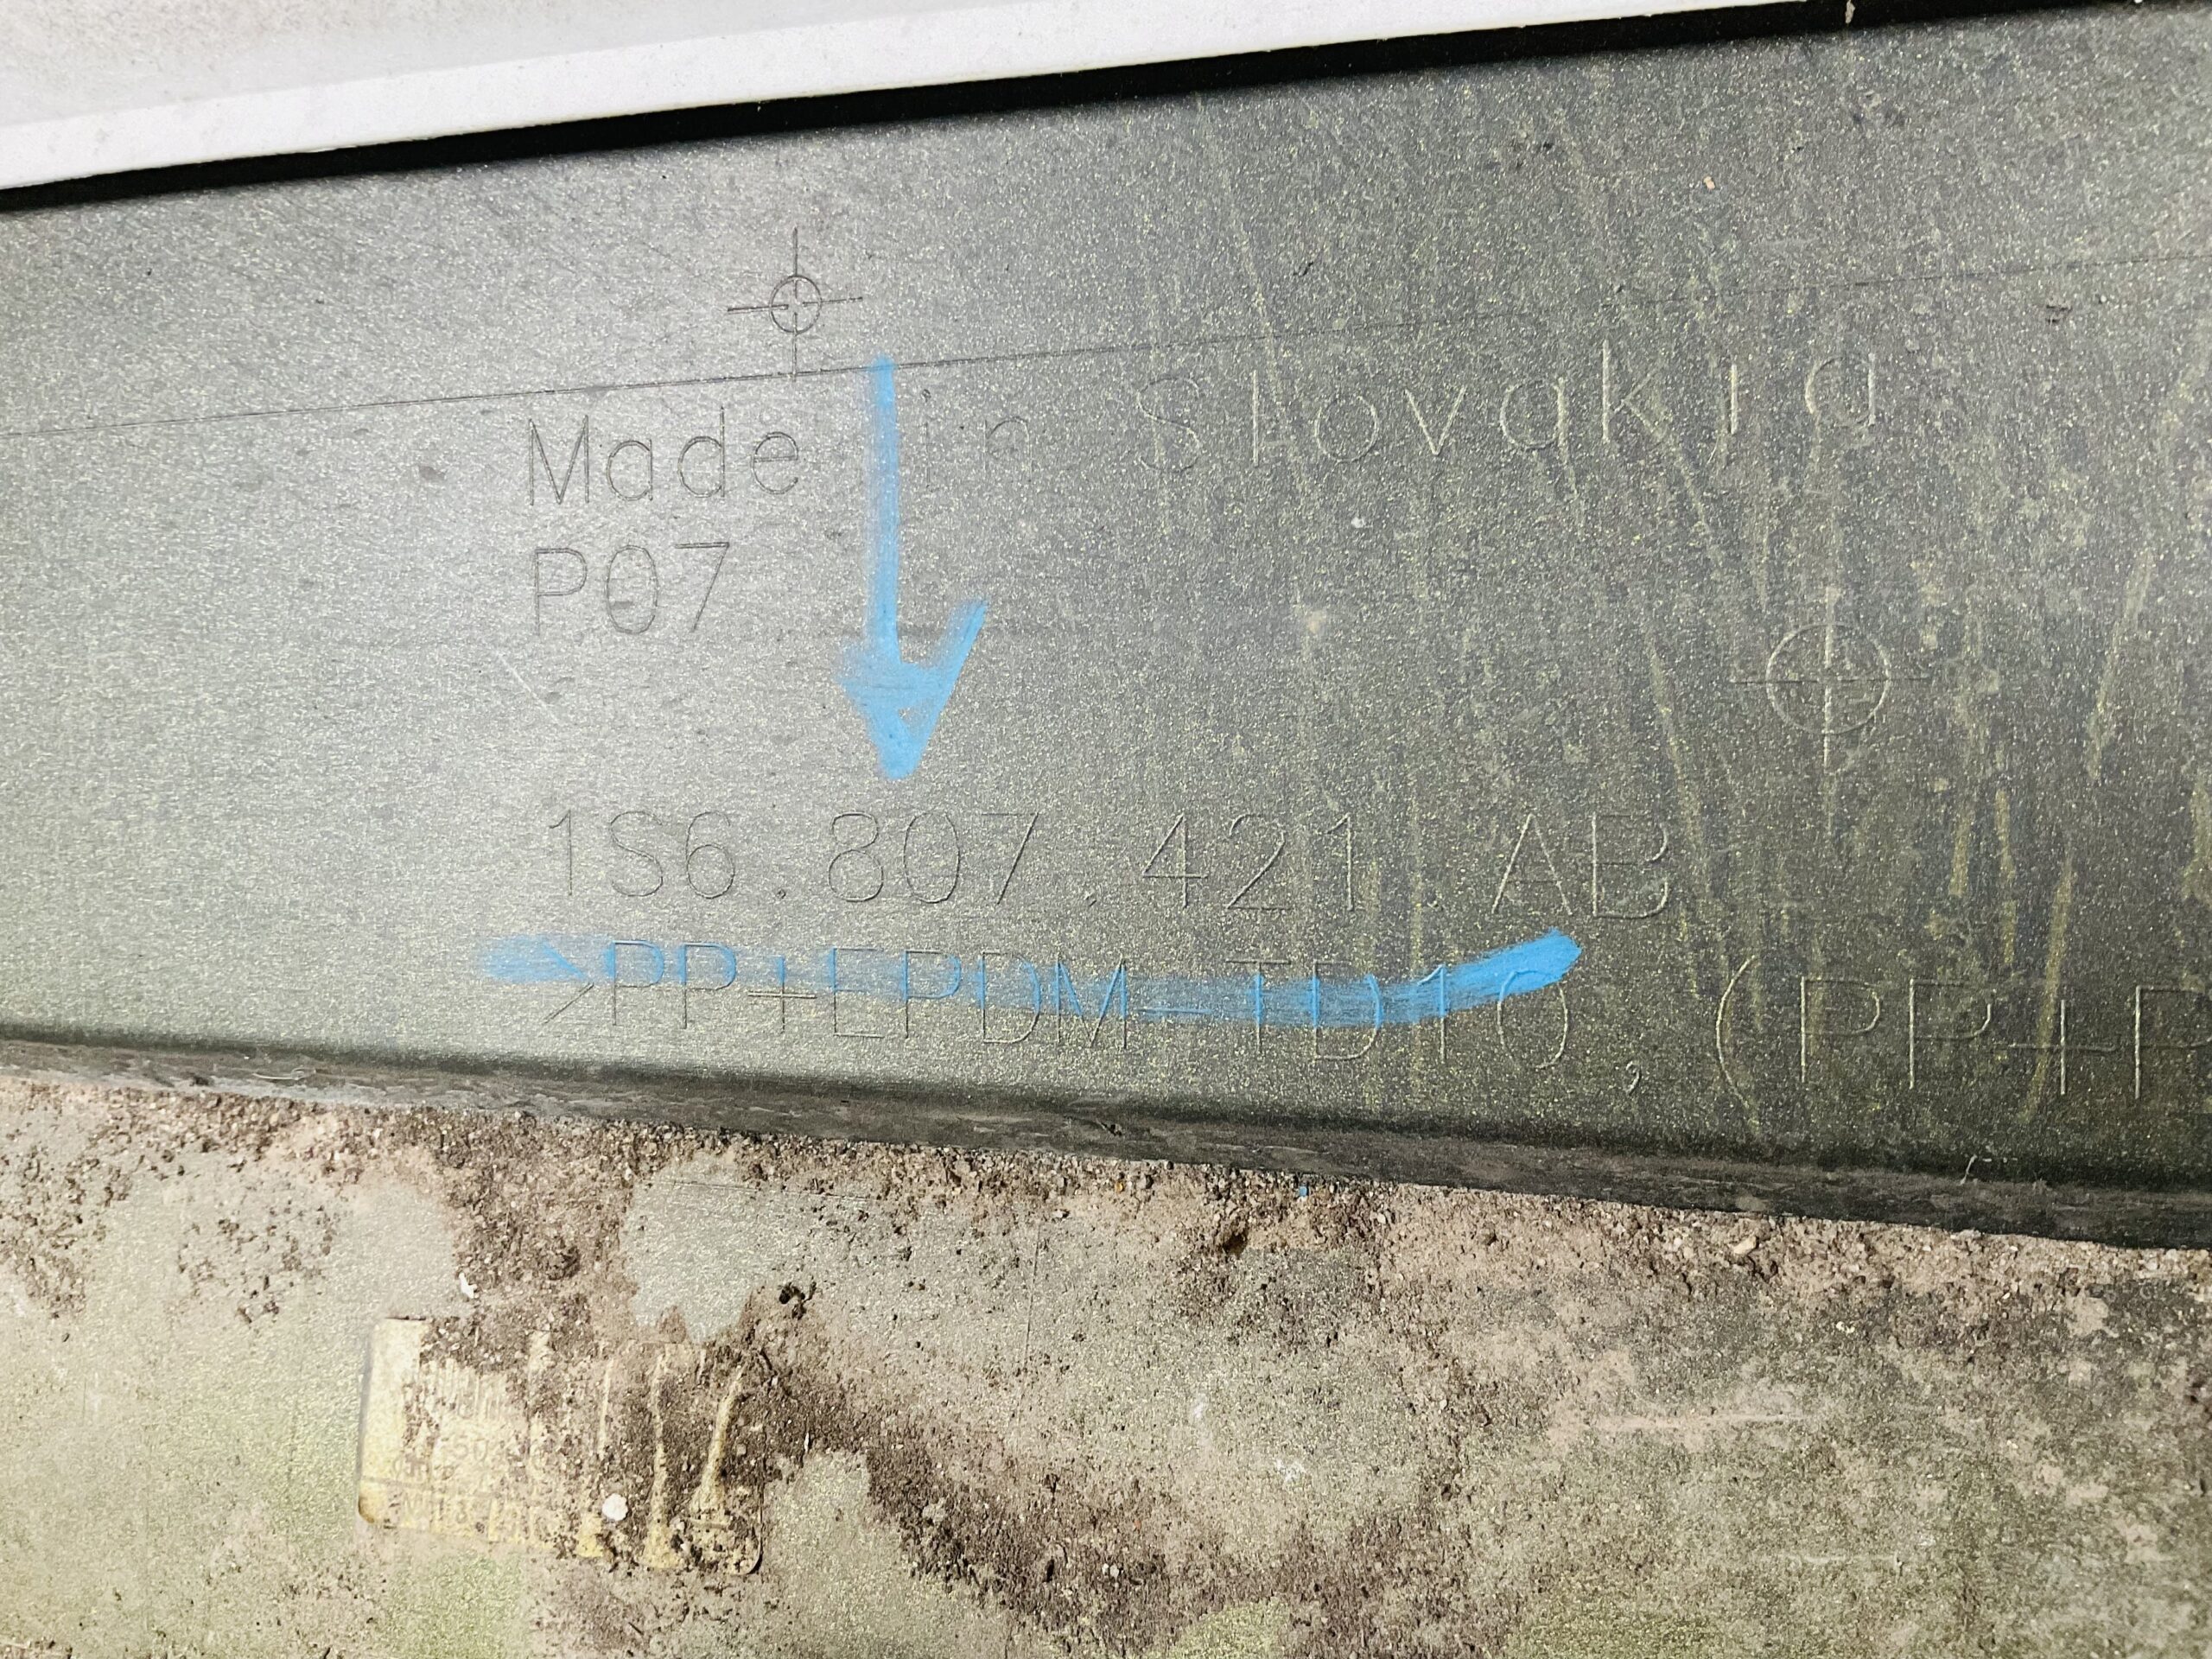 Made in Slovakia
P07
1S6.807.421.AB
>PP+EPDM-TD10, (PP+P